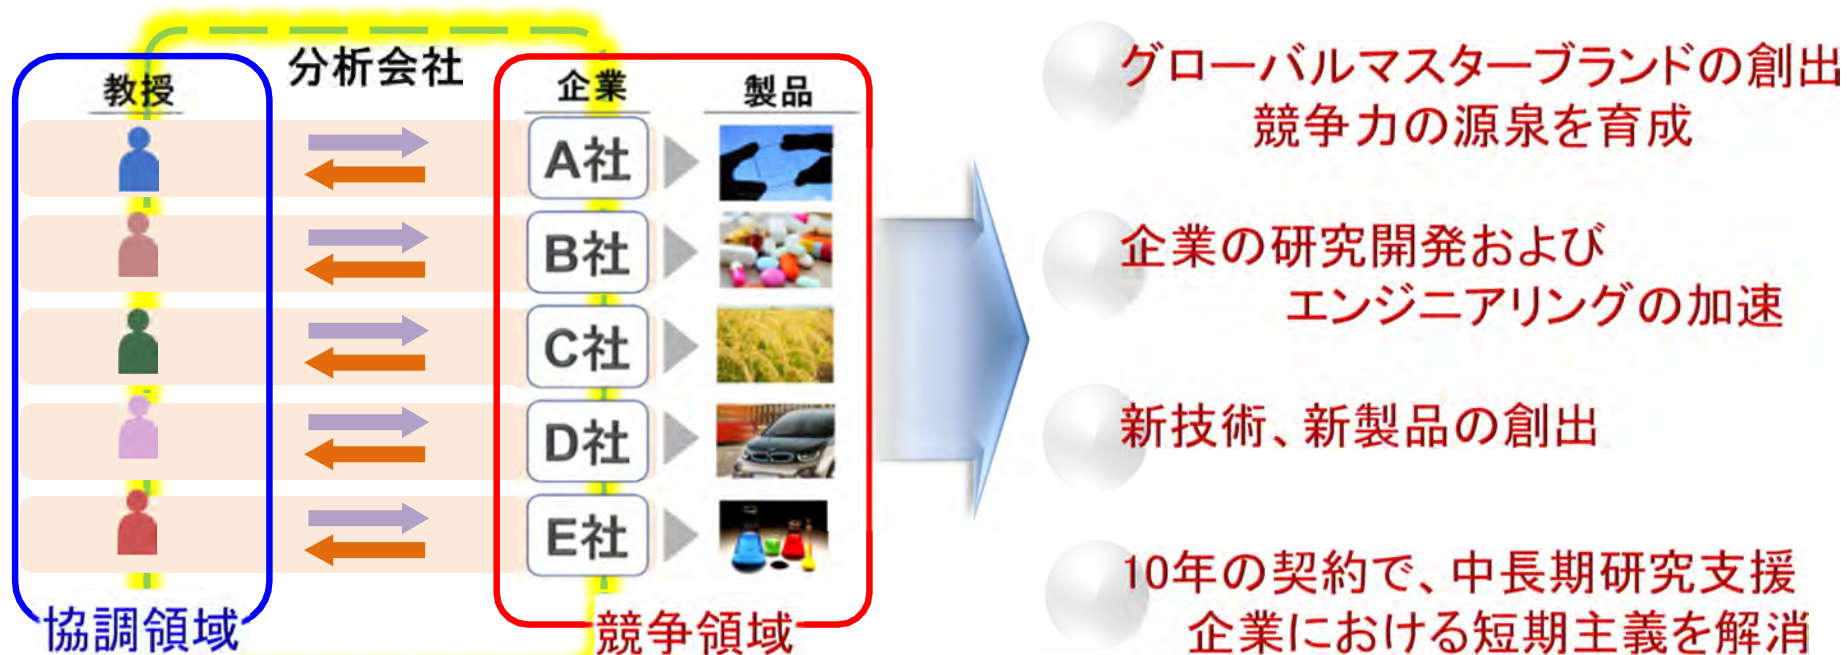 分析会社
教授
企業
製品
A社
B社
C社
D社
E社
協調領域
競争領域
グローバルマスターブランドの創出
競争力の源泉を育成
企業の研究開発および
エンジニアリングの加速
新技術、新製品の創出
10年の契約で、中長期研究支援
企業における短期主義を解消